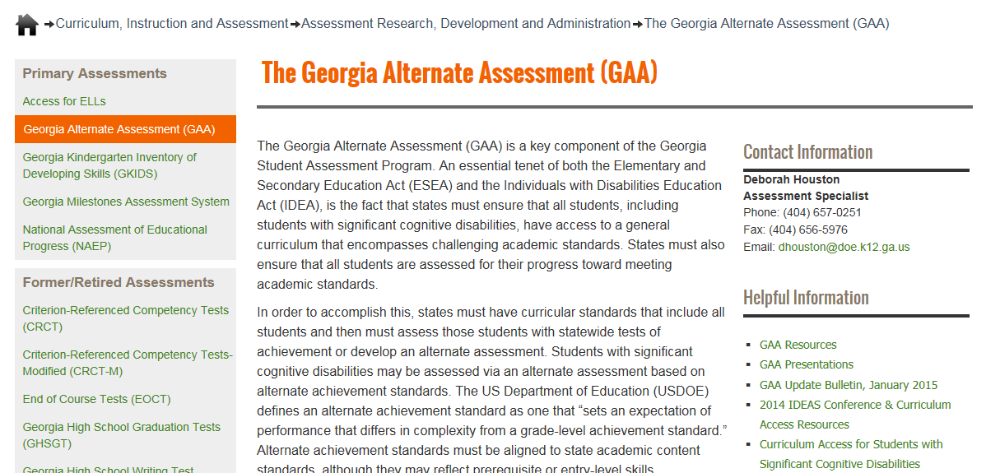 Curriculum, Instruction and Assessment➔Assessment Research, Development and Administration➔The Georgia Alternate Assessment (GAA)
Primary Assessments
Access for ELLs
Georgia Alternate Assessment (GAA)
Georgia Kindergarten Inventory of
Developing Skills (GKIDS)
Georgia Milestones Assessment System
National Assessment of Educational
Progress (NAEP)
Former/Retired Assessments
Criterion-Referenced Competency Tests
(CRCT)
Criterion-Referenced Competency Tests-
Modified (CRCT-M)
End of Course Tests (EOCT)
Georgia High School Graduation Tests
(GHSGT)
Georgia High School Writing Test
The Georgia Alternate Assessment (GAA)
The Georgia Alternate Assessment (GAA) is a key component of the Georgia
Student Assessment Program. An essential tenet of both the Elementary and
Secondary Education Act (ESEA) and the Individuals with Disabilities Education
Act (IDEA), is the fact that states must ensure that all students, including
students with significant cognitive disabilities, have access to a general
curriculum that encompasses challenging academic standards. States must also
ensure that all students are assessed for their progress toward meeting
academic standards.
In order to accomplish this, states must have curricular standards that include all
students and then must assess those students with statewide tests of
achievement or develop an alternate assessment. Students with significant
cognitive disabilities may be assessed via an alternate assessment based on
alternate achievement standards. The US Department of Education (USDOE)
defines an alternate achievement standard as one that “sets an expectation of
performance that differs in complexity from a grade-level achievement standard.”
Alternate achievement standards must be aligned to state academic content
standards, although they may reflect prerequisite or entry-level skills.
Contact Information
Deborah Houston
Assessment Specialist
Phone: (404) 657-0251
Fax: (404) 656-5976
Email: dhouston@doe.k12.ga.us
Helpful Information
GAA Resources
GAA Presentations
GAA Update Bulletin, January 2015
2014 IDEAS Conference & Curriculum
Access Resources
Curriculum Access for Students with
Significant Cognitive Disabilities